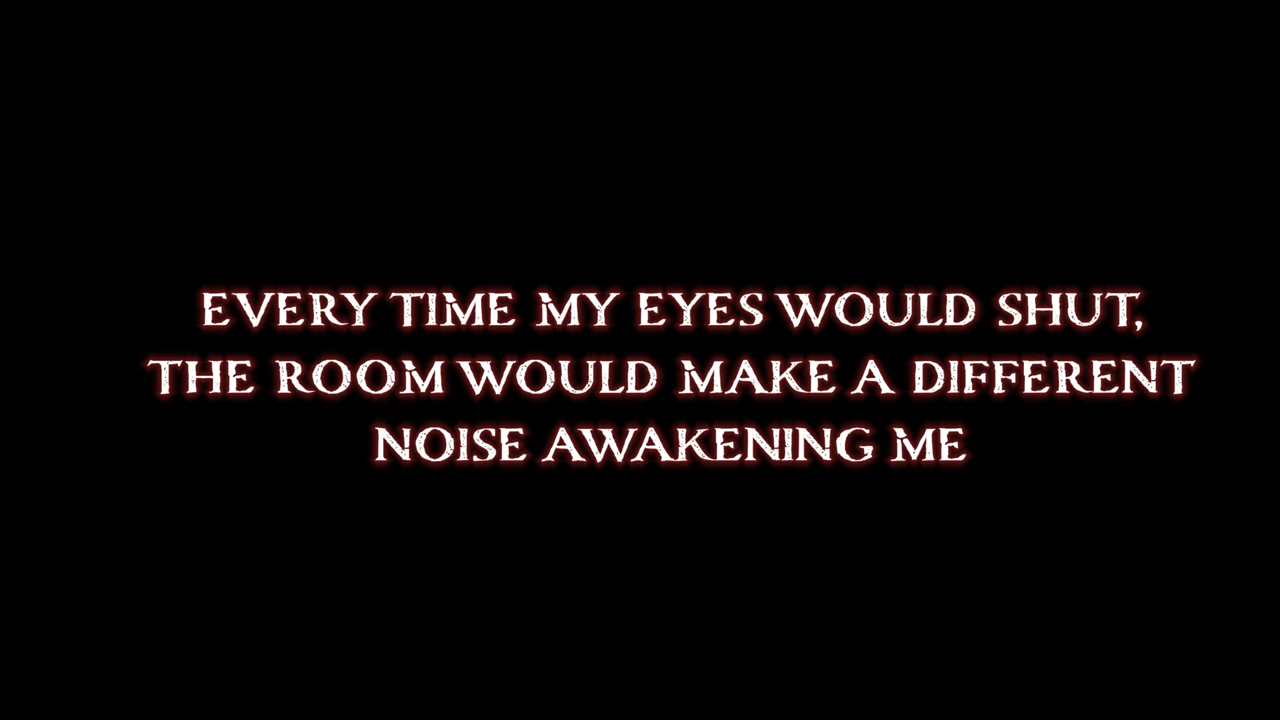 EVERY TIME MY EYES WOULD SHUT,
THE ROOM WOULD MAKE A DIFFERENT
NOISE AWAKENING ME